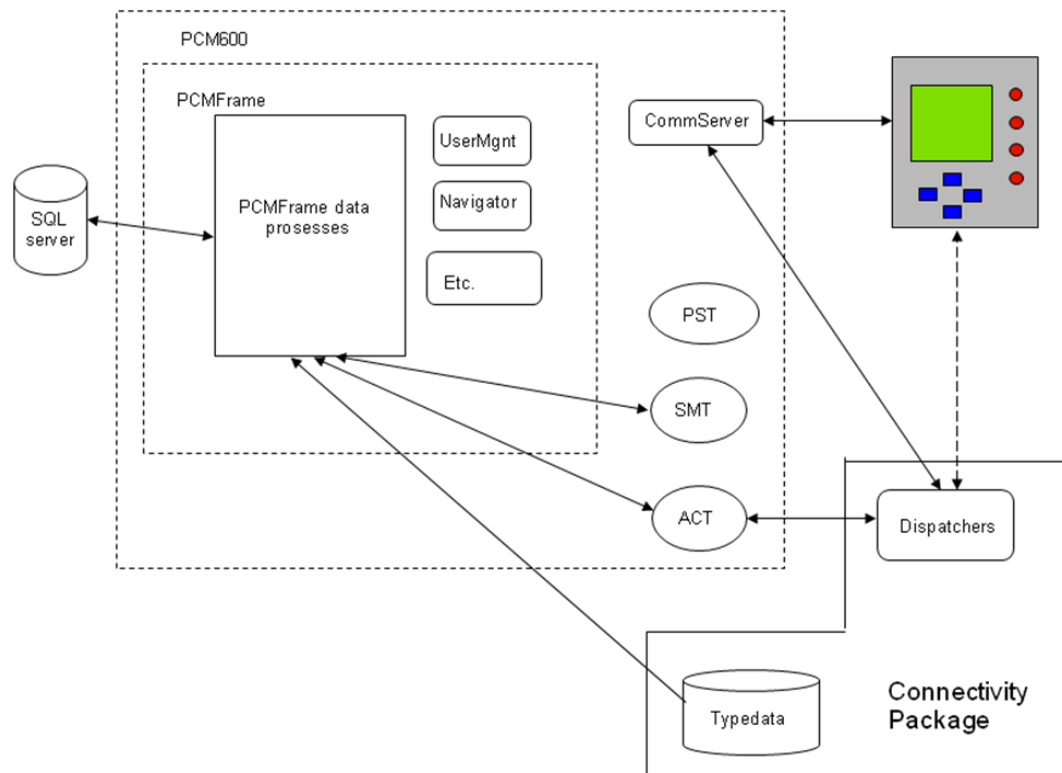 PCM600
PCMFrame
UserMgnt
CommServer
Navigator
PCMFrame data
prosesses
SQL
server
Etc.
PST
SMT
ACT
Dispatchers
Typedata
Connectivity
Package